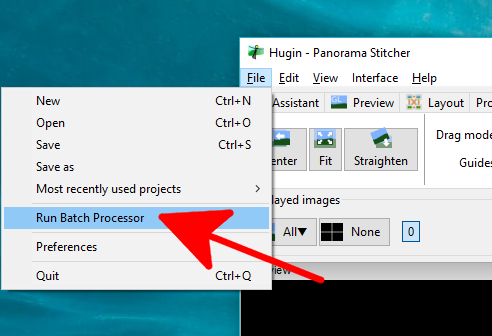 Hugin - Panorama Stitcher
File Edit View Interface Help
Assistant Preview Layout Pro
New Ctrl+N
Open Ctrl+O
Save Ctrl+S
Save as
Most recently used projects
Run Batch Processor
Preferences
Quit Ctrl+Q
enter Fit Straighten
Drag mode
Guides
layed images
All None 0
view